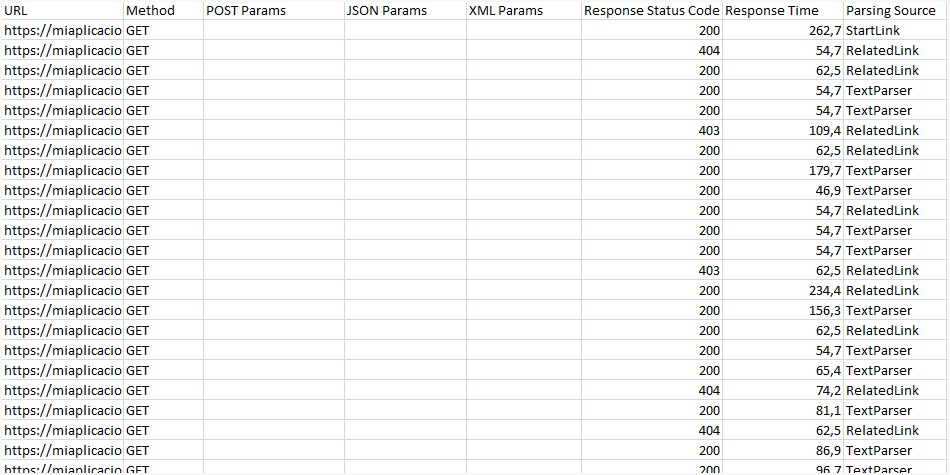 URL Method POST Params JSON Params XML Params Response Status Code Response Time Parsing Source
https://miaplicacio GET 200 262,7 StartLink
https://miaplicacio GET 404 54,7 RelatedLink
https://miaplicacio GET 200 62,5 RelatedLink
https://miaplicacio GET 200 54,7 TextParser
https://miaplicacio GET 200 54,7 TextParser
https://miaplicacio GET 403 109,4 RelatedLink
https://miaplicacio GET 200 62,5 RelatedLink
https://miaplicacio GET 200 179,7 TextParser
https://miaplicacio GET 200 46,9 TextParser
https://miaplicacio GET 200 54,7 RelatedLink
https://miaplicacio GET 200 54,7 TextParser
https://miaplicacio GET 200 54,7 TextParser
https://miaplicacio GET 403 62,5 RelatedLink
https://miaplicacio GET 200 234,4 RelatedLink
https://miaplicacio GET 200 156,3 TextParser
https://miaplicacio GET 200 62,5 RelatedLink
https://miaplicacio GET 200 54,7 TextParser
https://miaplicacio GET 200 65,4 TextParser
https://miaplicacio GET 404 74,2 RelatedLink
https://miaplicacio GET 200 81,1 TextParser
https://miaplicacio GET 404 62,5 RelatedLink
https://miaplicacio GET 200 86,9 TextParser
https://miaplicacio GET 200 96,7 TextParser